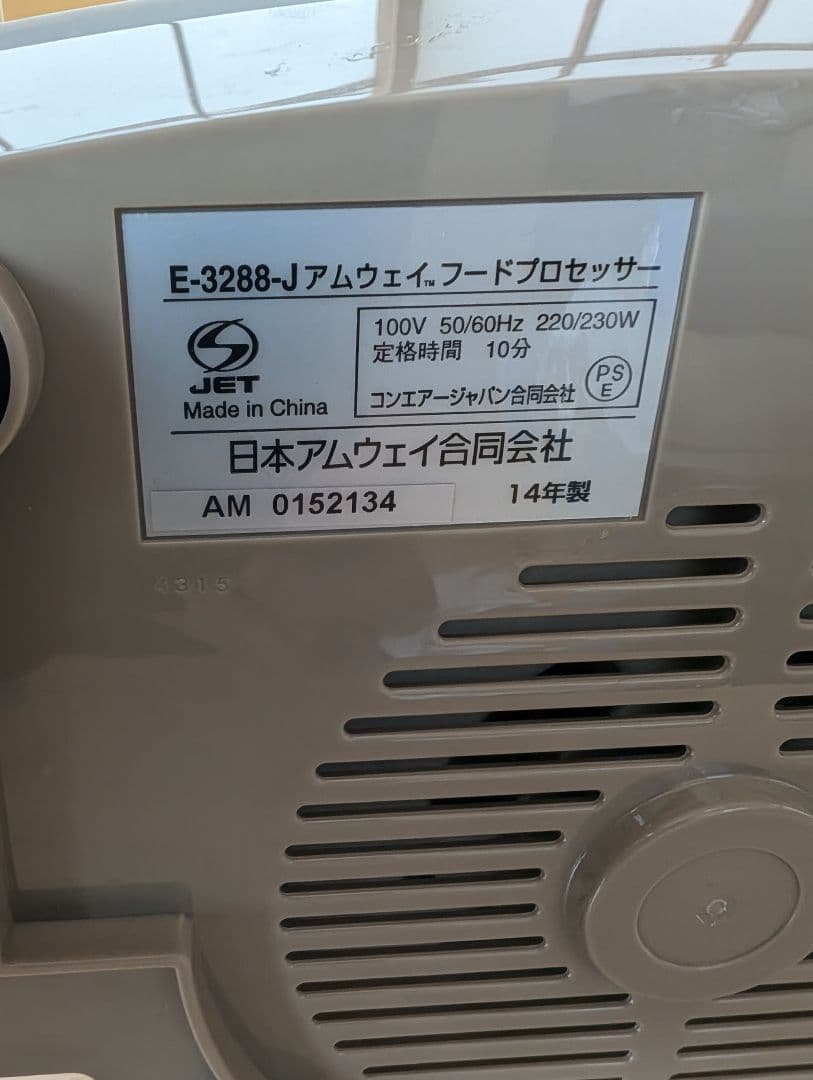 E-3288-Jアムウェイ™フードプロセッサー
JET
Made in China
100V 50/60Hz 220/230W
定格時間 10分
コンエアージャパン合同会社
PS
E
日本アムウェイ合同会社
AM 0152134
14年製
4315